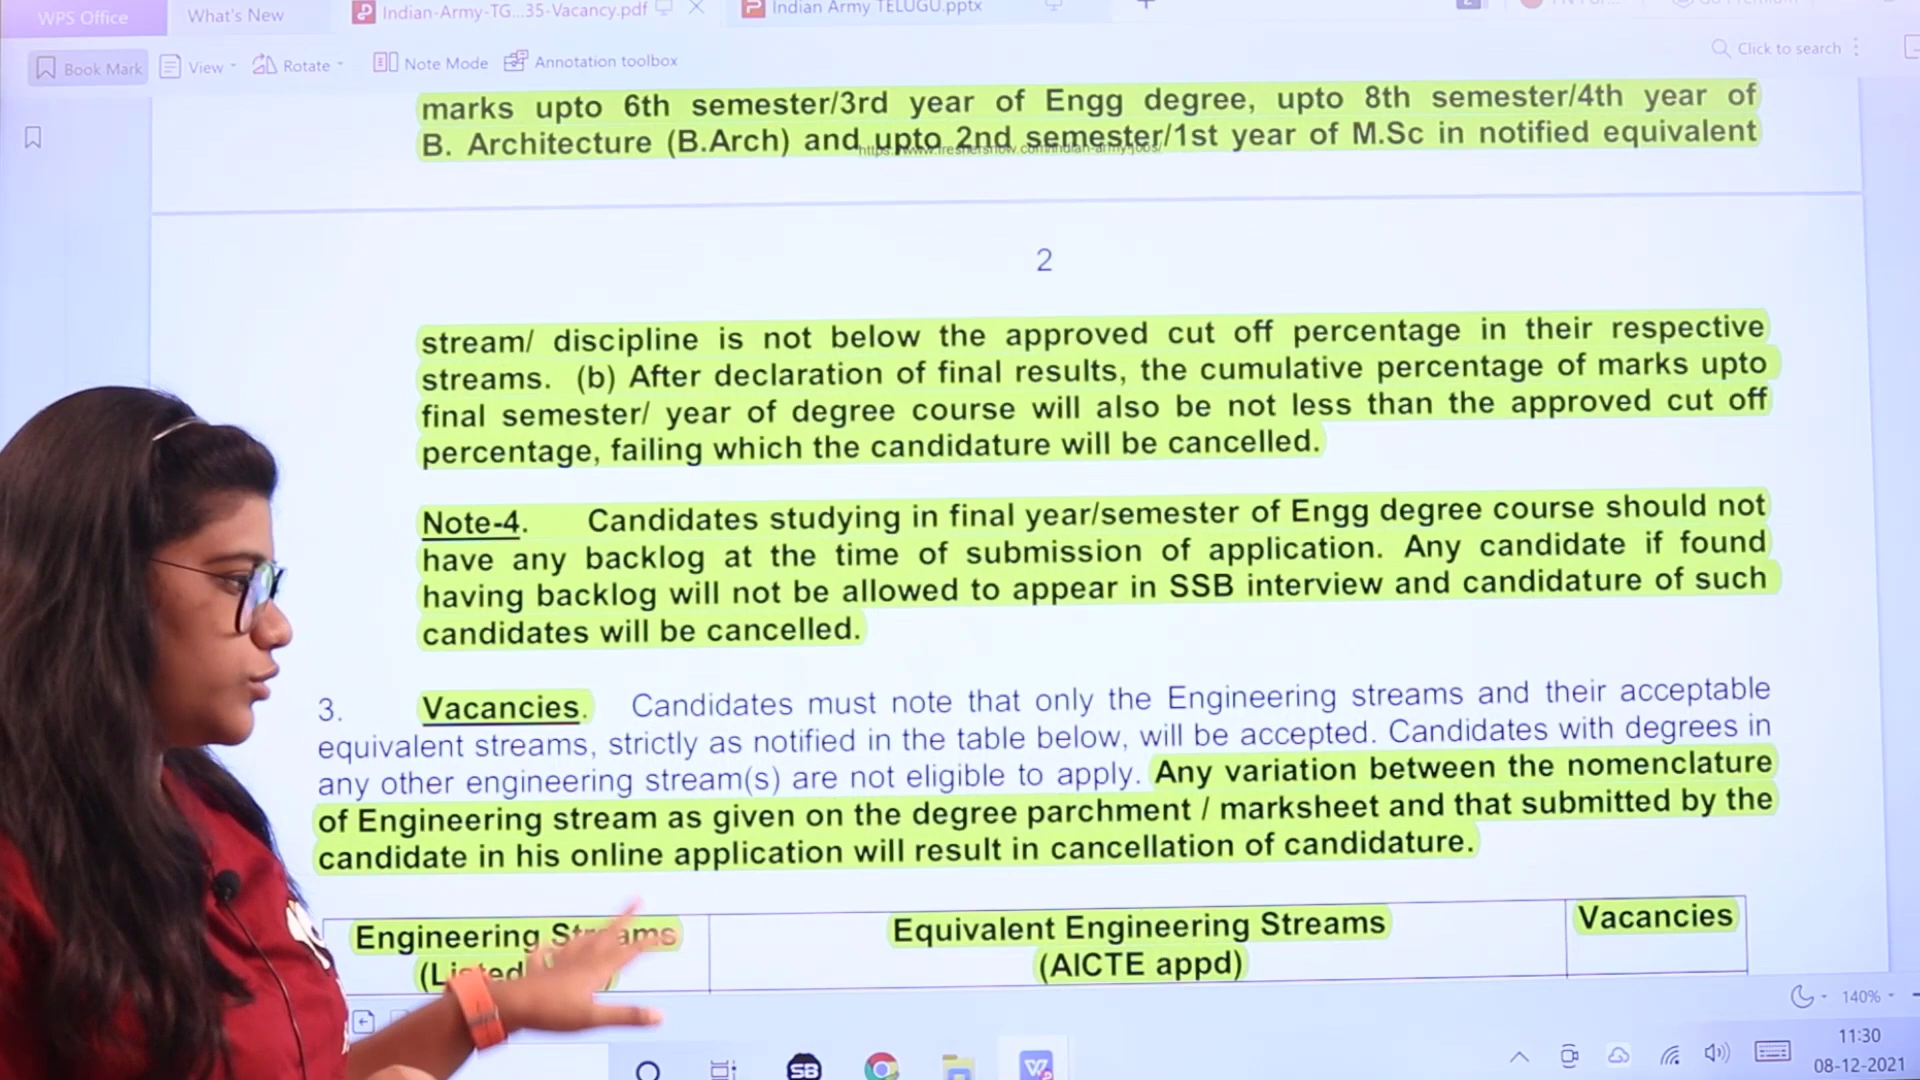 WPS Office
What's New
Indian-Army-TG...35-Vacancy.pdf
Indian Army TELUGU.pptx
Book Mark
View
Rotate
Note Mode
Annotation toolbox
Click to search
marks upto 6th semester/3rd year of Engg degree, upto 8th semester/4th year of
B. Architecture (B.Arch) and upto 2nd semester/1st year of M.Sc in notified equivalent
2
stream/ discipline is not below the approved cut off percentage in their respective
streams. (b) After declaration of final results, the cumulative percentage of marks upto
final semester/ year of degree course will also be not less than the approved cut off
percentage, failing which the candidature will be cancelled.
Note-4. Candidates studying in final year/semester of Engg degree course should not
have any backlog at the time of submission of application. Any candidate if found
having backlog will not be allowed to appear in SSB interview and candidature of such
candidates will be cancelled.
3. Vacancies. Candidates must note that only the Engineering streams and their acceptable
equivalent streams, strictly as notified in the table below, will be accepted. Candidates with degrees in
any other engineering stream(s) are not eligible to apply. Any variation between the nomenclature
of Engineering stream as given on the degree parchment / marksheet and that submitted by the
candidate in his online application will result in cancellation of candidature.
Engineering Streams
Equivalent Engineering Streams
Vacancies
(Listed
(AICTE appd)
140%
SB
11:30
08-12-2021